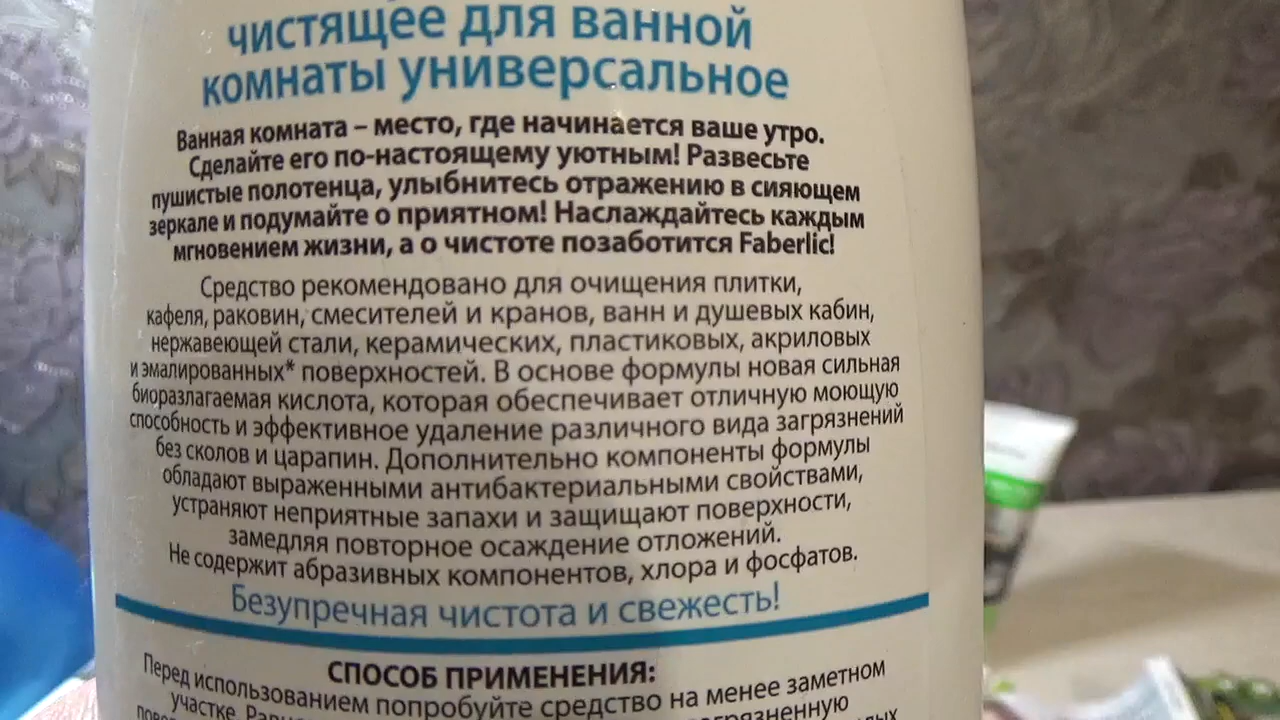 чистящее для ванной
комнаты универсальное
Ванная комната – место, где начинается ваше утро.
Сделайте его по-настоящему уютным! Развесьте
пушистые полотенца, улыбнитесь отражению в сияющем
зеркале и подумайте о приятном! Наслаждайтесь каждым
мгновением жизни, а о чистоте позаботится Faberlic!
Средство рекомендовано для очищения плитки,
кафеля, раковин, смесителей и кранов, ванн и душевых кабин,
нержавеющей стали, керамических, пластиковых, акриловых
и эмалированных* поверхностей. В основе формулы новая сильная
биоразлагаемая кислота, которая обеспечивает отличную моющую
способность и эффективное удаление различного вида загрязнений
без сколов и царапин. Дополнительно компоненты формулы
обладают выраженными антибактериальными свойствами,
устраняют неприятные запахи и защищают поверхности,
замедляя повторное осаждение отложений.
Не содержит абразивных компонентов, хлора и фосфатов.
Безупречная чистота и свежесть!
СПОСОБ ПРИМЕНЕНИЯ:
Перед использованием попробуйте средство на менее заметном
участке.